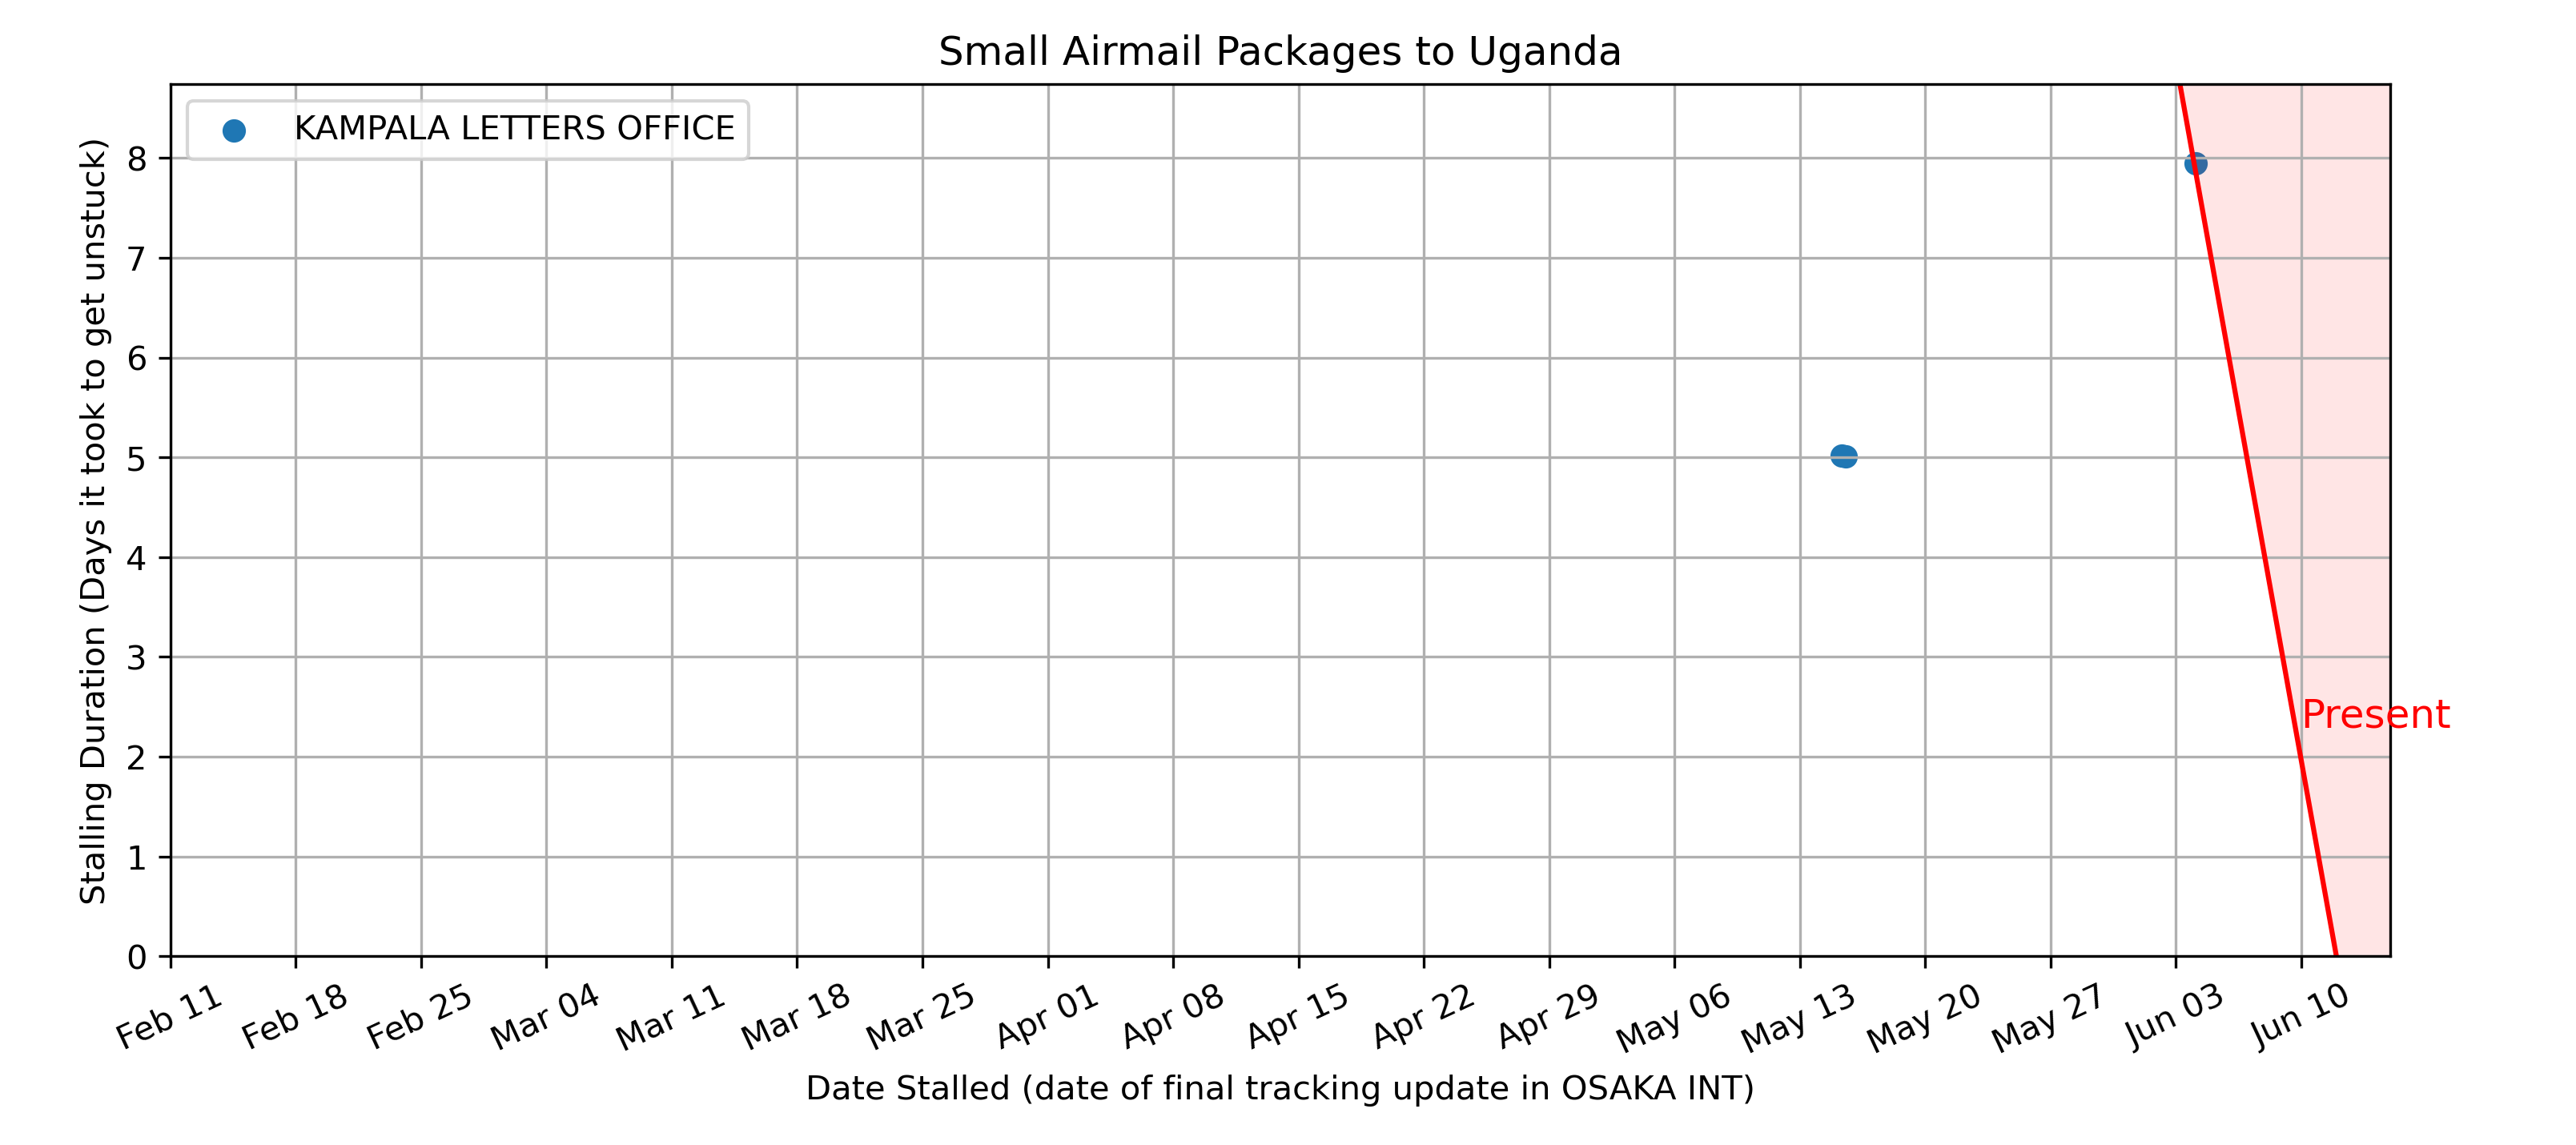 Small Airmail Packages to Uganda
KAMPALA LETTERS OFFICE
Stalling Duration (Days it took to get unstuck)
8
7
6
5
4
3
2
1
0
Present
Feb 11
Feb 18
Feb 25
Mar 04
Mar 11
Mar 18
Mar 25
Apr 01
Apr 08
Apr 15
Apr 22
Apr 29
May 06
May 13
May 20
May 27
Jun 03
Jun 10
Date Stalled (date of final tracking update in OSAKA INT)